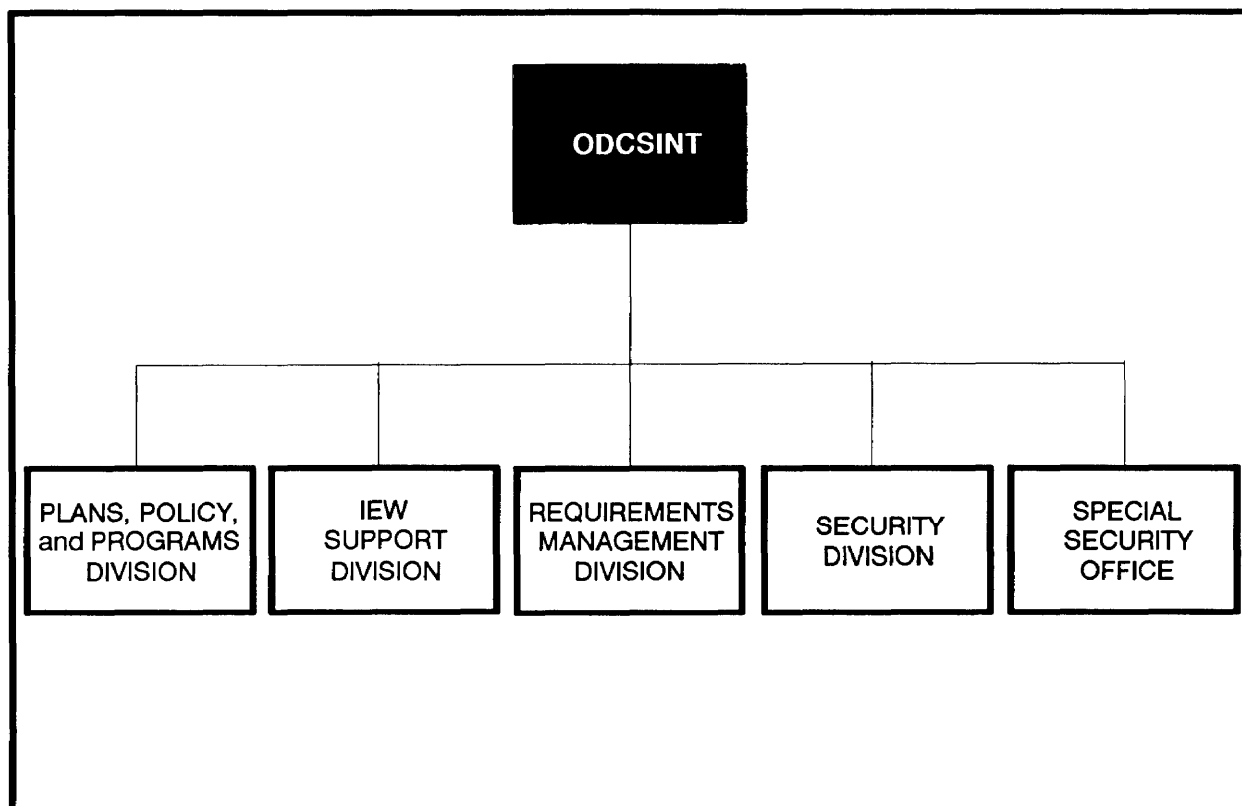 ODCSINT
PLANS, POLICY,
and PROGRAMS
DIVISION
IEW
SUPPORT
DIVISION
REQUIREMENTS
MANAGEMENT
DIVISION
SECURITY
DIVISION
SPECIAL
SECURITY
OFFICE